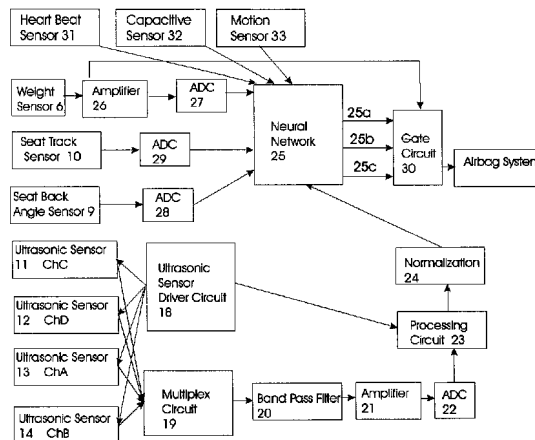 Heart Beat
Sensor 31
Capacitive
Sensor 32
Motion
Sensor 33
Weight
Sensor 6
Amplifier
26
ADC
27
Neural
Network
25
25a
25b
25c
Gate
Circuit
30
Airbag System
Seat Track
Sensor 10
ADC
29
Seat Back
Angle Sensor 9
ADC
28
Ultrasonic Sensor
11 ChC
Ultrasonic Sensor
12 ChD
Ultrasonic Sensor
13 ChA
Ultrasonic Sensor
14 ChB
Ultrasonic
Sensor
Driver Circuit
18
Multiplex
Circuit
19
Band Pass Filter
20
Amplifier
21
ADC
22
Processing
Circuit 23
Normalization
24